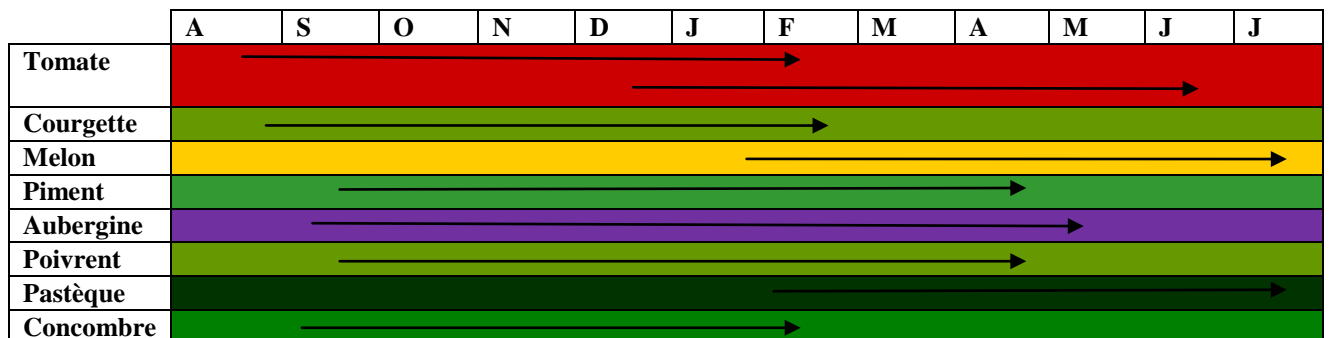 A S O N D J F M A M J J
Tomate
Courgette
Melon
Piment
Aubergine
Poivrent
Pastèque
Concombre